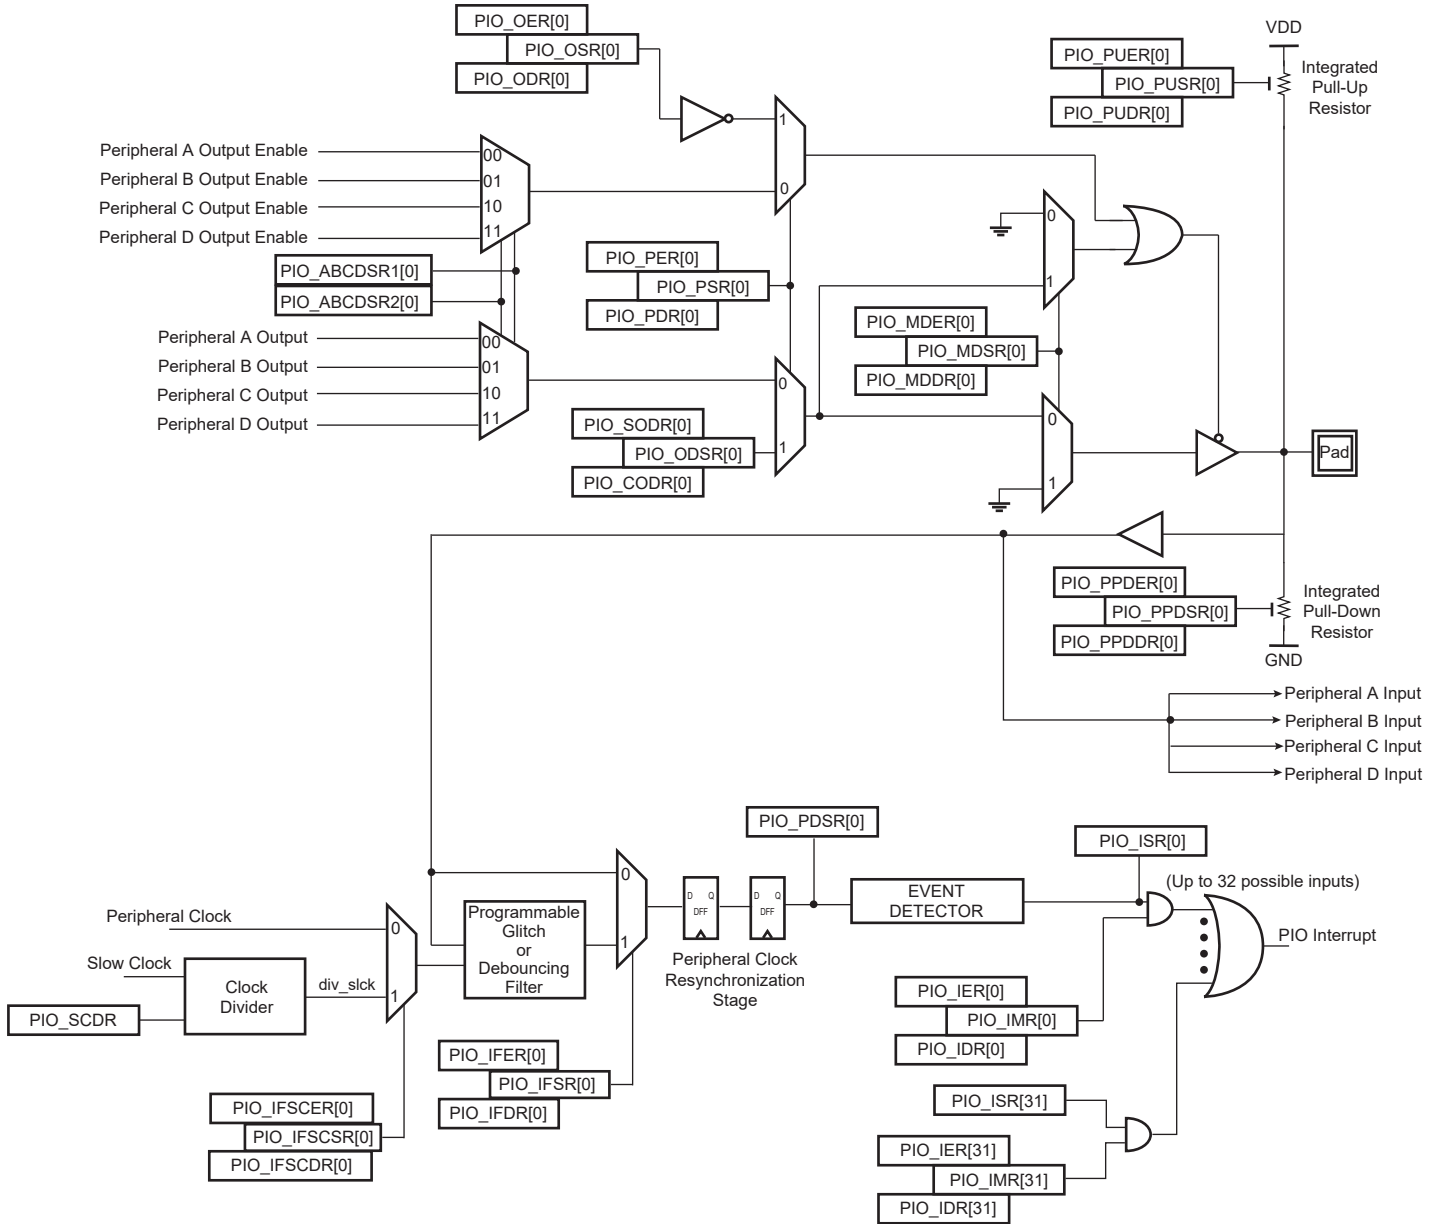 PIO_OER[0]
PIO_OSR[0]
PIO_ODR[0]
1
0
VDD
PIO_PUER[0]
PIO_PUSR[0]
PIO_PUDR[0]
Integrated
Pull-Up
Resistor
Peripheral A Output Enable
Peripheral B Output Enable
Peripheral C Output Enable
Peripheral D Output Enable
00
01
10
11
PIO_ABCDSR1[0]
PIO_ABCDSR2[0]
PIO_PER[0]
PIO_PSR[0]
PIO_PDR[0]
0
1
PIO_MDER[0]
PIO_MDSR[0]
PIO_MDDR[0]
Peripheral A Output
Peripheral B Output
Peripheral C Output
Peripheral D Output
00
01
10
11
0
1
PIO_SODR[0]
PIO_ODSR[0]
PIO_CODR[0]
0
1
Pad
PIO_PPDER[0]
PIO_PPDSR[0]
PIO_PPDDR[0]
Integrated
Pull-Down
Resistor
GND
Peripheral A Input
Peripheral B Input
Peripheral C Input
Peripheral D Input
PIO_PDSR[0]
PIO_ISR[0]
(Up to 32 possible inputs)
EVENT
DETECTOR
PIO Interrupt
Peripheral Clock
Slow Clock
Clock
Divider
div_slck
PIO_SCDR
0
1
Programmable
Glitch
or
Debouncing
Filter
0
1
D Q
DFF
D Q
DFF
Peripheral Clock
Resynchronization
Stage
PIO_IER[0]
PIO_IMR[0]
PIO_IDR[0]
PIO_IFER[0]
PIO_IFSR[0]
PIO_IFDR[0]
PIO_IFSCER[0]
PIO_IFSCSR[0]
PIO_IFSCDR[0]
PIO_ISR[31]
PIO_IER[31]
PIO_IMR[31]
PIO_IDR[31]